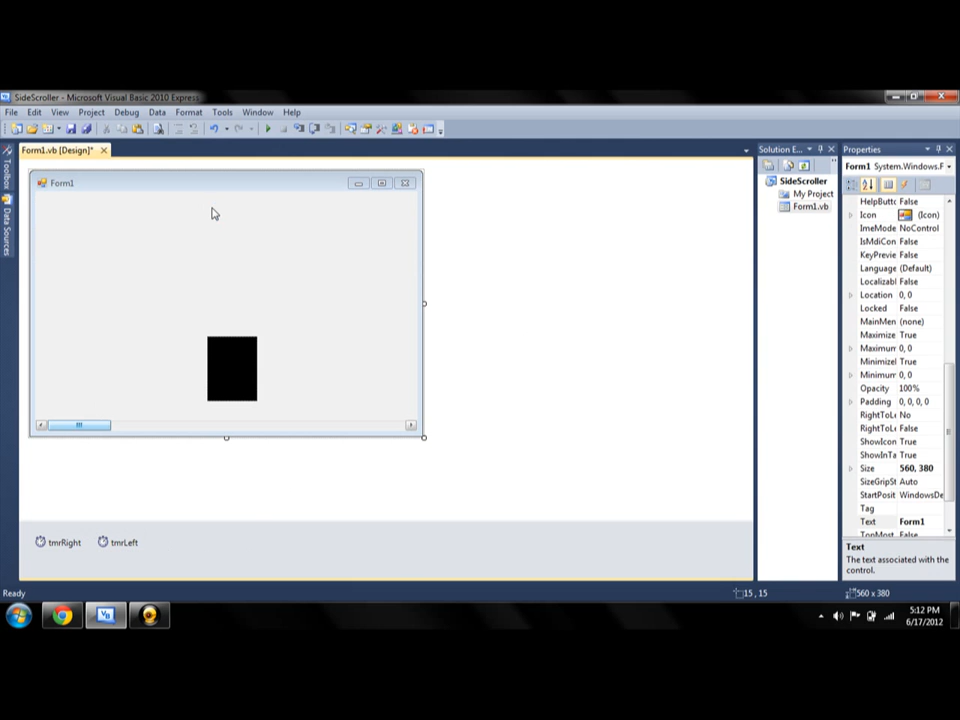 SideScroller - Microsoft Visual Basic 2010 Express
File Edit View Project Debug Data Format Tools Window Help
Form1.vb [Design]*
Solution E...
Properties
Toolbox
Data Sources
Form1
SideScroller
My Project
Form1.vb
Form1 System.Windows.F
HelpButto False
Icon (Icon)
ImeMode NoControl
IsMdiCon False
KeyPrevie False
Language (Default)
Localizabl False
Location 0, 0
Locked False
MainMen (none)
Maximize True
Maximum 0, 0
Minimizel True
Minimum 0, 0
Opacity 100%
Padding 0, 0, 0, 0
RightToLe No
RightToLe False
ShowIcon True
ShowInTa True
Size 560, 380
SizeGripSt Auto
StartPosit WindowsDe
Tag
Text Form1
TopMost False
Text
The text associated with the
control.
tmrRight tmrLeft
Ready
15 , 15
560 x 380
5:12 PM
6/17/2012